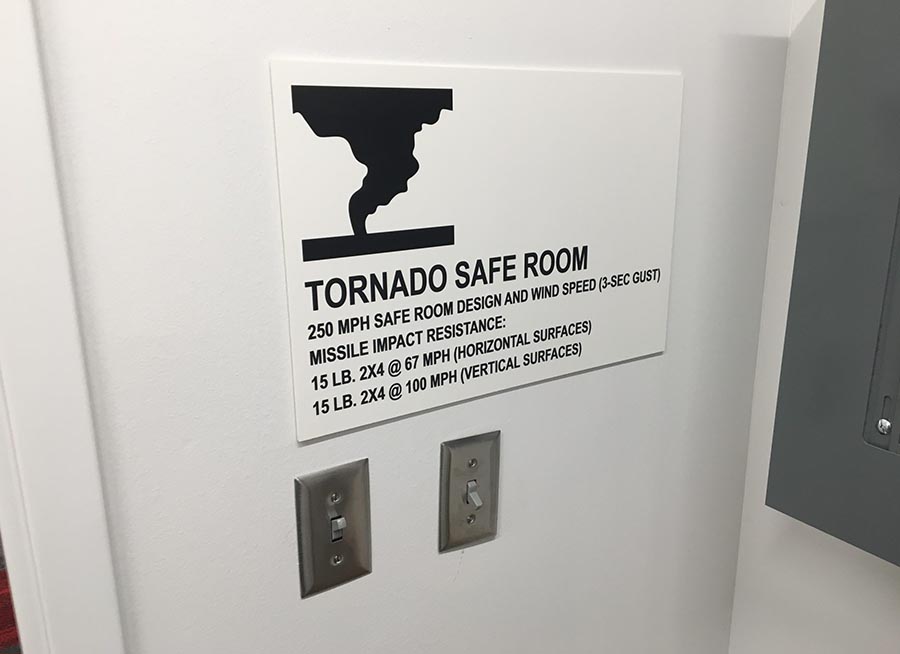 TORNADO SAFE ROOM
250 MPH SAFE ROOM DESIGN AND WIND SPEED (3-SEC GUST)
MISSILE IMPACT RESISTANCE:
15 LB. 2X4 @ 67 MPH (HORIZONTAL SURFACES)
15 LB. 2X4 @ 100 MPH (VERTICAL SURFACES)